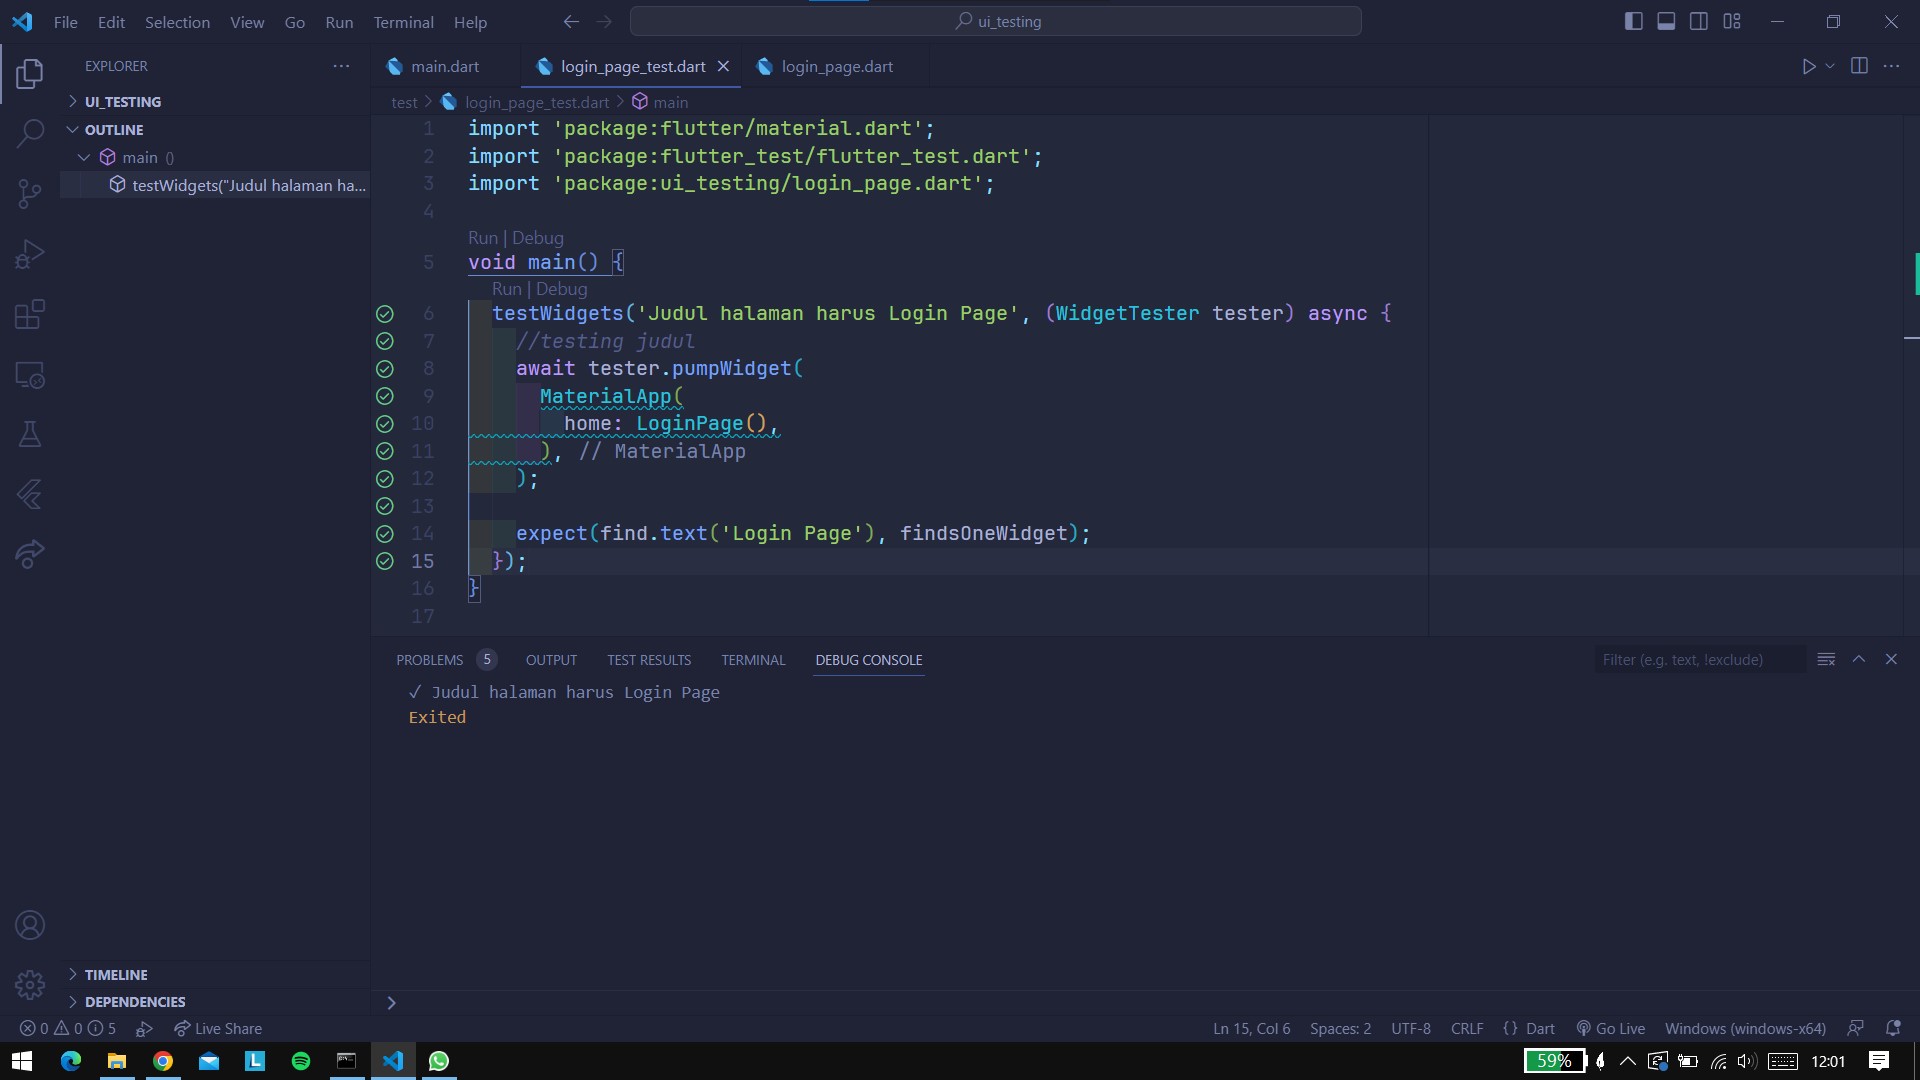 File Edit Selection View Go Run Terminal Help
ui_testing
EXPLORER
main.dart
login_page_test.dart
login_page.dart
UI_TESTING
OUTLINE
main ()
testWidgets("Judul halaman ha...
test > login_page_test.dart > main
1 import 'package:flutter/material.dart';
2 import 'package:flutter_test/flutter_test.dart';
3 import 'package:ui_testing/login_page.dart';
4
Run | Debug
5 void main() {
Run | Debug
6 testWidgets('Judul halaman harus Login Page', (WidgetTester tester) async {
7 //testing judul
8 await tester.pumpWidget(
9 MaterialApp(
10 home: LoginPage(),
11 ), // MaterialApp
12 );
13
14 expect(find.text('Login Page'), findsOneWidget);
15 });
16 }
17
PROBLEMS 5 OUTPUT TEST RESULTS TERMINAL DEBUG CONSOLE
Filter (e.g. text, !exclude)
✓ Judul halaman harus Login Page
Exited
TIMELINE
DEPENDENCIES
0 0 5 Live Share
Ln 15, Col 6 Spaces: 2 UTF-8 CRLF {} Dart Go Live Windows (windows-x64)
L
59%
12:01